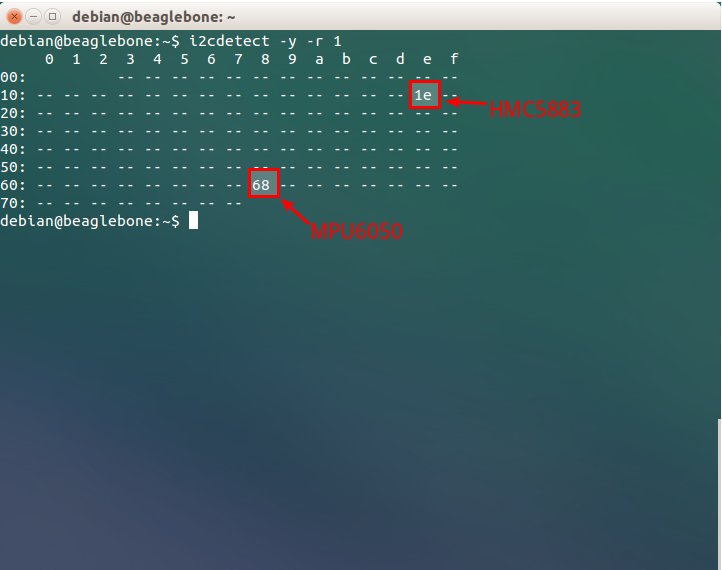 debian@beaglebone: ~
debian@beaglebone:~$ i2cdetect -y -r 1
     0  1  2  3  4  5  6  7  8  9  a  b  c  d  e  f
00:          -- -- -- -- -- -- -- -- -- -- -- -- --
10: -- -- -- -- -- -- -- -- -- -- -- -- -- -- 1e --
HMC5883
20: -- -- -- -- -- -- -- -- -- -- -- -- -- -- -- --
30: -- -- -- -- -- -- -- -- -- -- -- -- -- -- -- --
40: -- -- -- -- -- -- -- -- -- -- -- -- -- -- -- --
50: -- -- -- -- -- -- -- -- -- -- -- -- -- -- -- --
60: -- -- -- -- -- -- -- -- 68 -- -- -- -- -- -- --
70: -- -- -- -- -- -- -- --
debian@beaglebone:~$
MPU6050